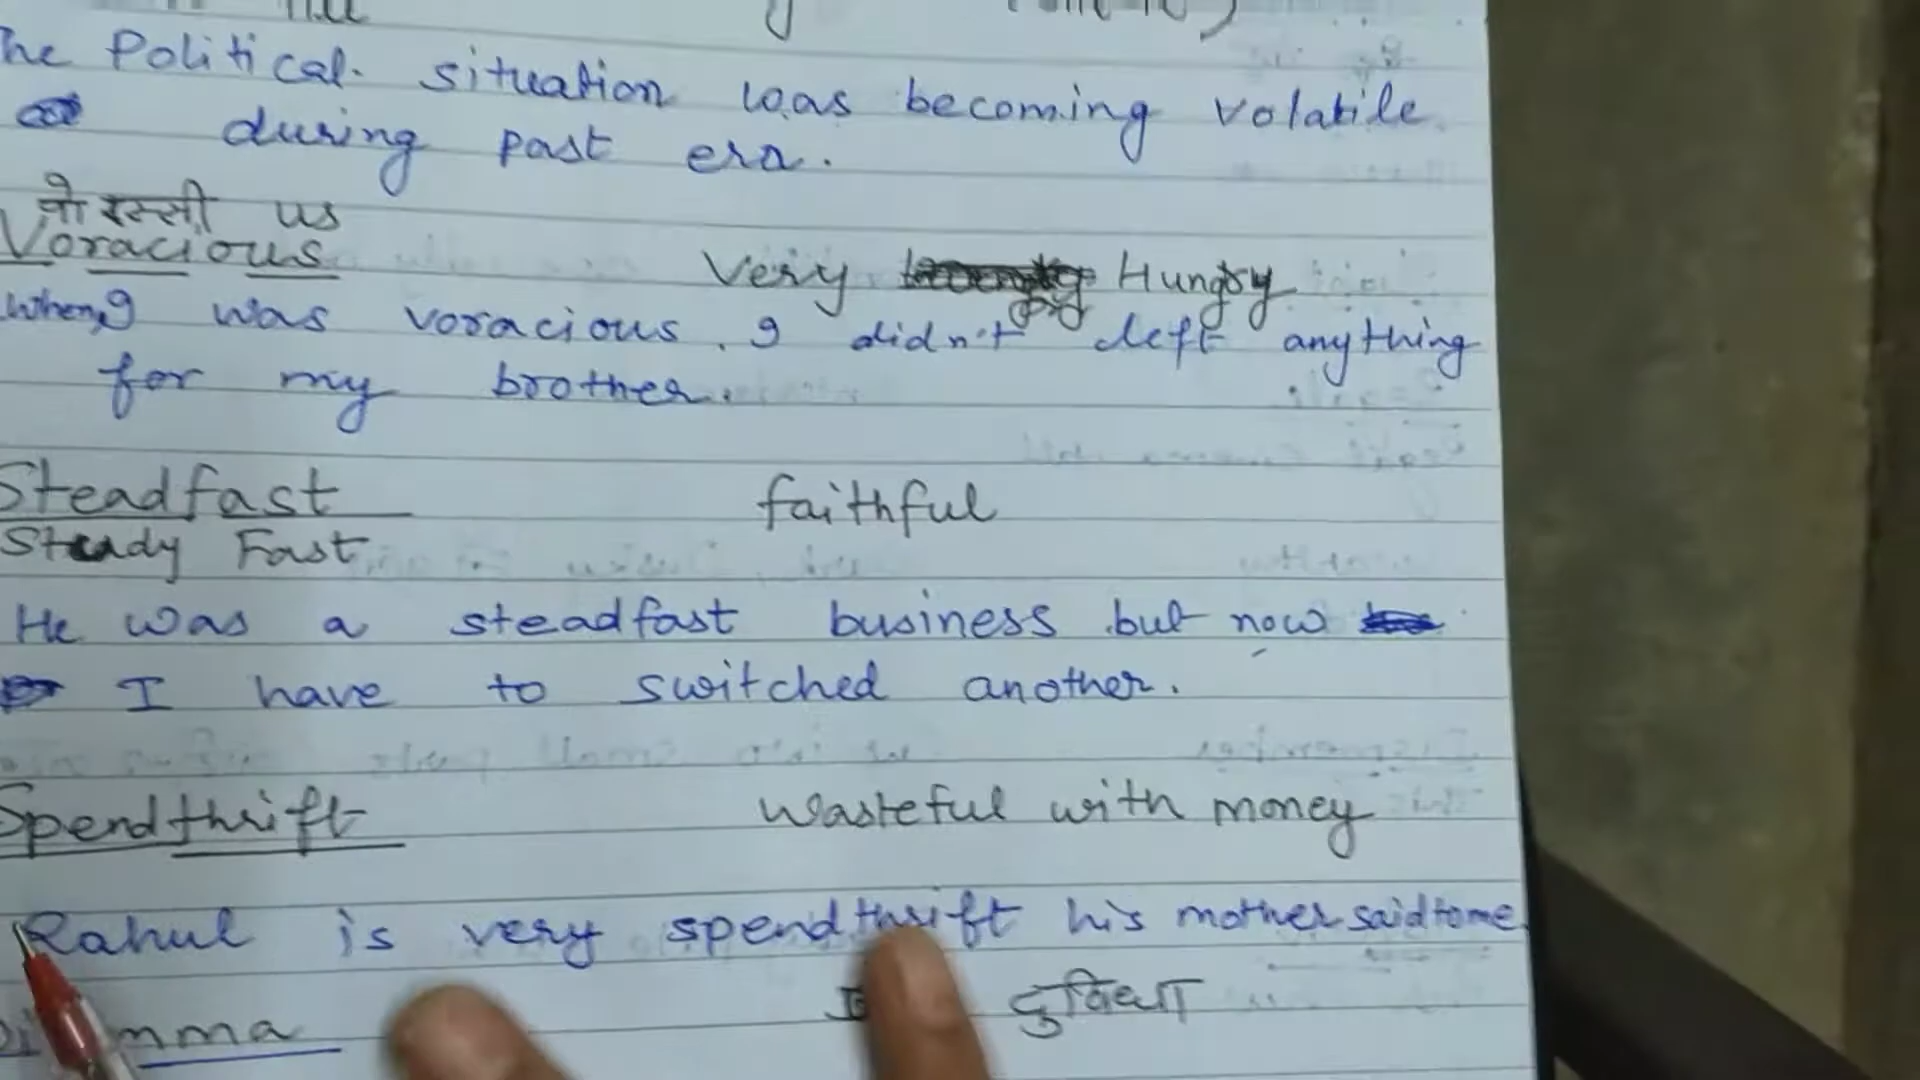 The Political. situation was becoming volatile
during past era.
वो रस्सी us
Voracious Very Hungry
When I was voracious, I didn't left anything
for my brother.
Steadfast faithful
Steady Fast
He was a steadfast business but now
I have to switched another.
Spendthrift Wasteful with money
Rahul is very spendthrift his mother said to me
दुविधा